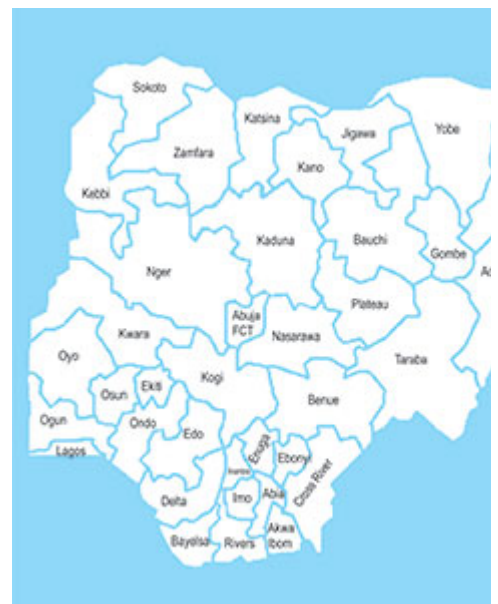 Sokoto
Katsina
Jigawa
Yobe
Zamfara
Kano
Kebbi
Kaduna
Bauchi
Gombe
Nger
Abuja
FCT
Plateau
Kwara
Nasarawa
Oyo
Taraba
Osun
Ekiti
Kogi
Benue
Ogun
Ondo
Edo
Lagos
Enugu
Ebonyi
Cross River
Delta
Imo
Abia
Bayelsa
Rivers
Akwa
Ibom